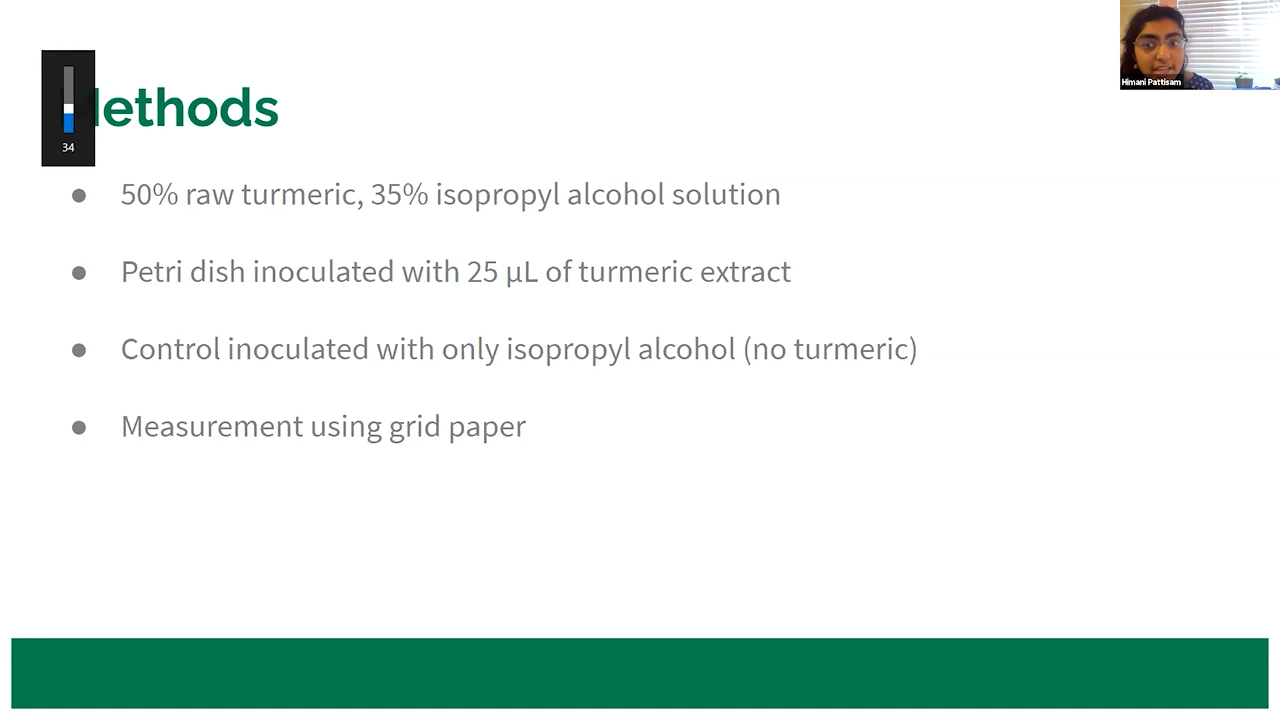 Himani Pattisam
Methods
34
● 50% raw turmeric, 35% isopropyl alcohol solution
● Petri dish inoculated with 25 µL of turmeric extract
● Control inoculated with only isopropyl alcohol (no turmeric)
● Measurement using grid paper